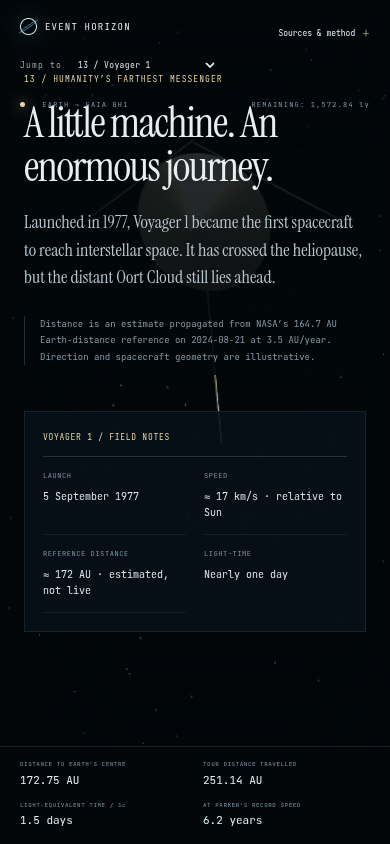 EVENT HORIZON
Sources & method +
Jump to 13 / Voyager 1
13 / HUMANITY'S FARTHEST MESSENGER
EARTH → GAIA BH1
REMAINING: 1,572.84 ly
A little machine. An
enormous journey.
Launched in 1977, Voyager 1 became the first spacecraft
to reach interstellar space. It has crossed the heliopause,
but the distant Oort Cloud still lies ahead.
Distance is an estimate propagated from NASA's 164.7 AU
Earth-distance reference on 2024-08-21 at 3.5 AU/year.
Direction and spacecraft geometry are illustrative.
VOYAGER 1 / FIELD NOTES
LAUNCH
5 September 1977
SPEED
≈ 17 km/s · relative to
Sun
REFERENCE DISTANCE
≈ 172 AU · estimated,
not live
LIGHT-TIME
Nearly one day
DISTANCE TO EARTH'S CENTRE
172.75 AU
TOUR DISTANCE TRAVELLED
251.14 AU
LIGHT-EQUIVALENT TIME / 1c
1.5 days
AT PARKER'S RECORD SPEED
6.2 years